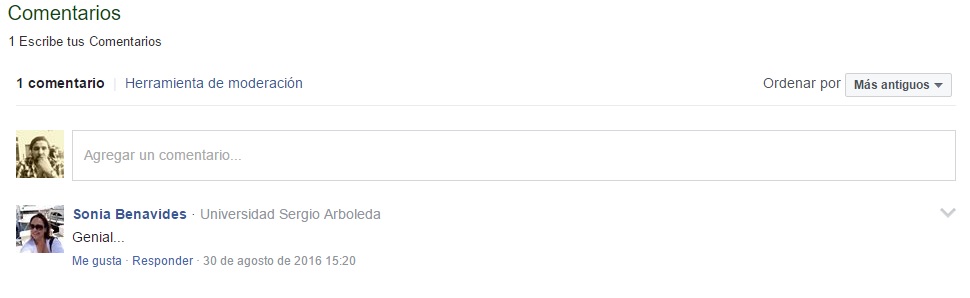 Comentarios
1 Escribe tus Comentarios
1 comentario | Herramienta de moderación Ordenar por Más antiguos
Agregar un comentario...
Sonia Benavides · Universidad Sergio Arboleda
Genial...
Me gusta · Responder · 30 de agosto de 2016 15:20